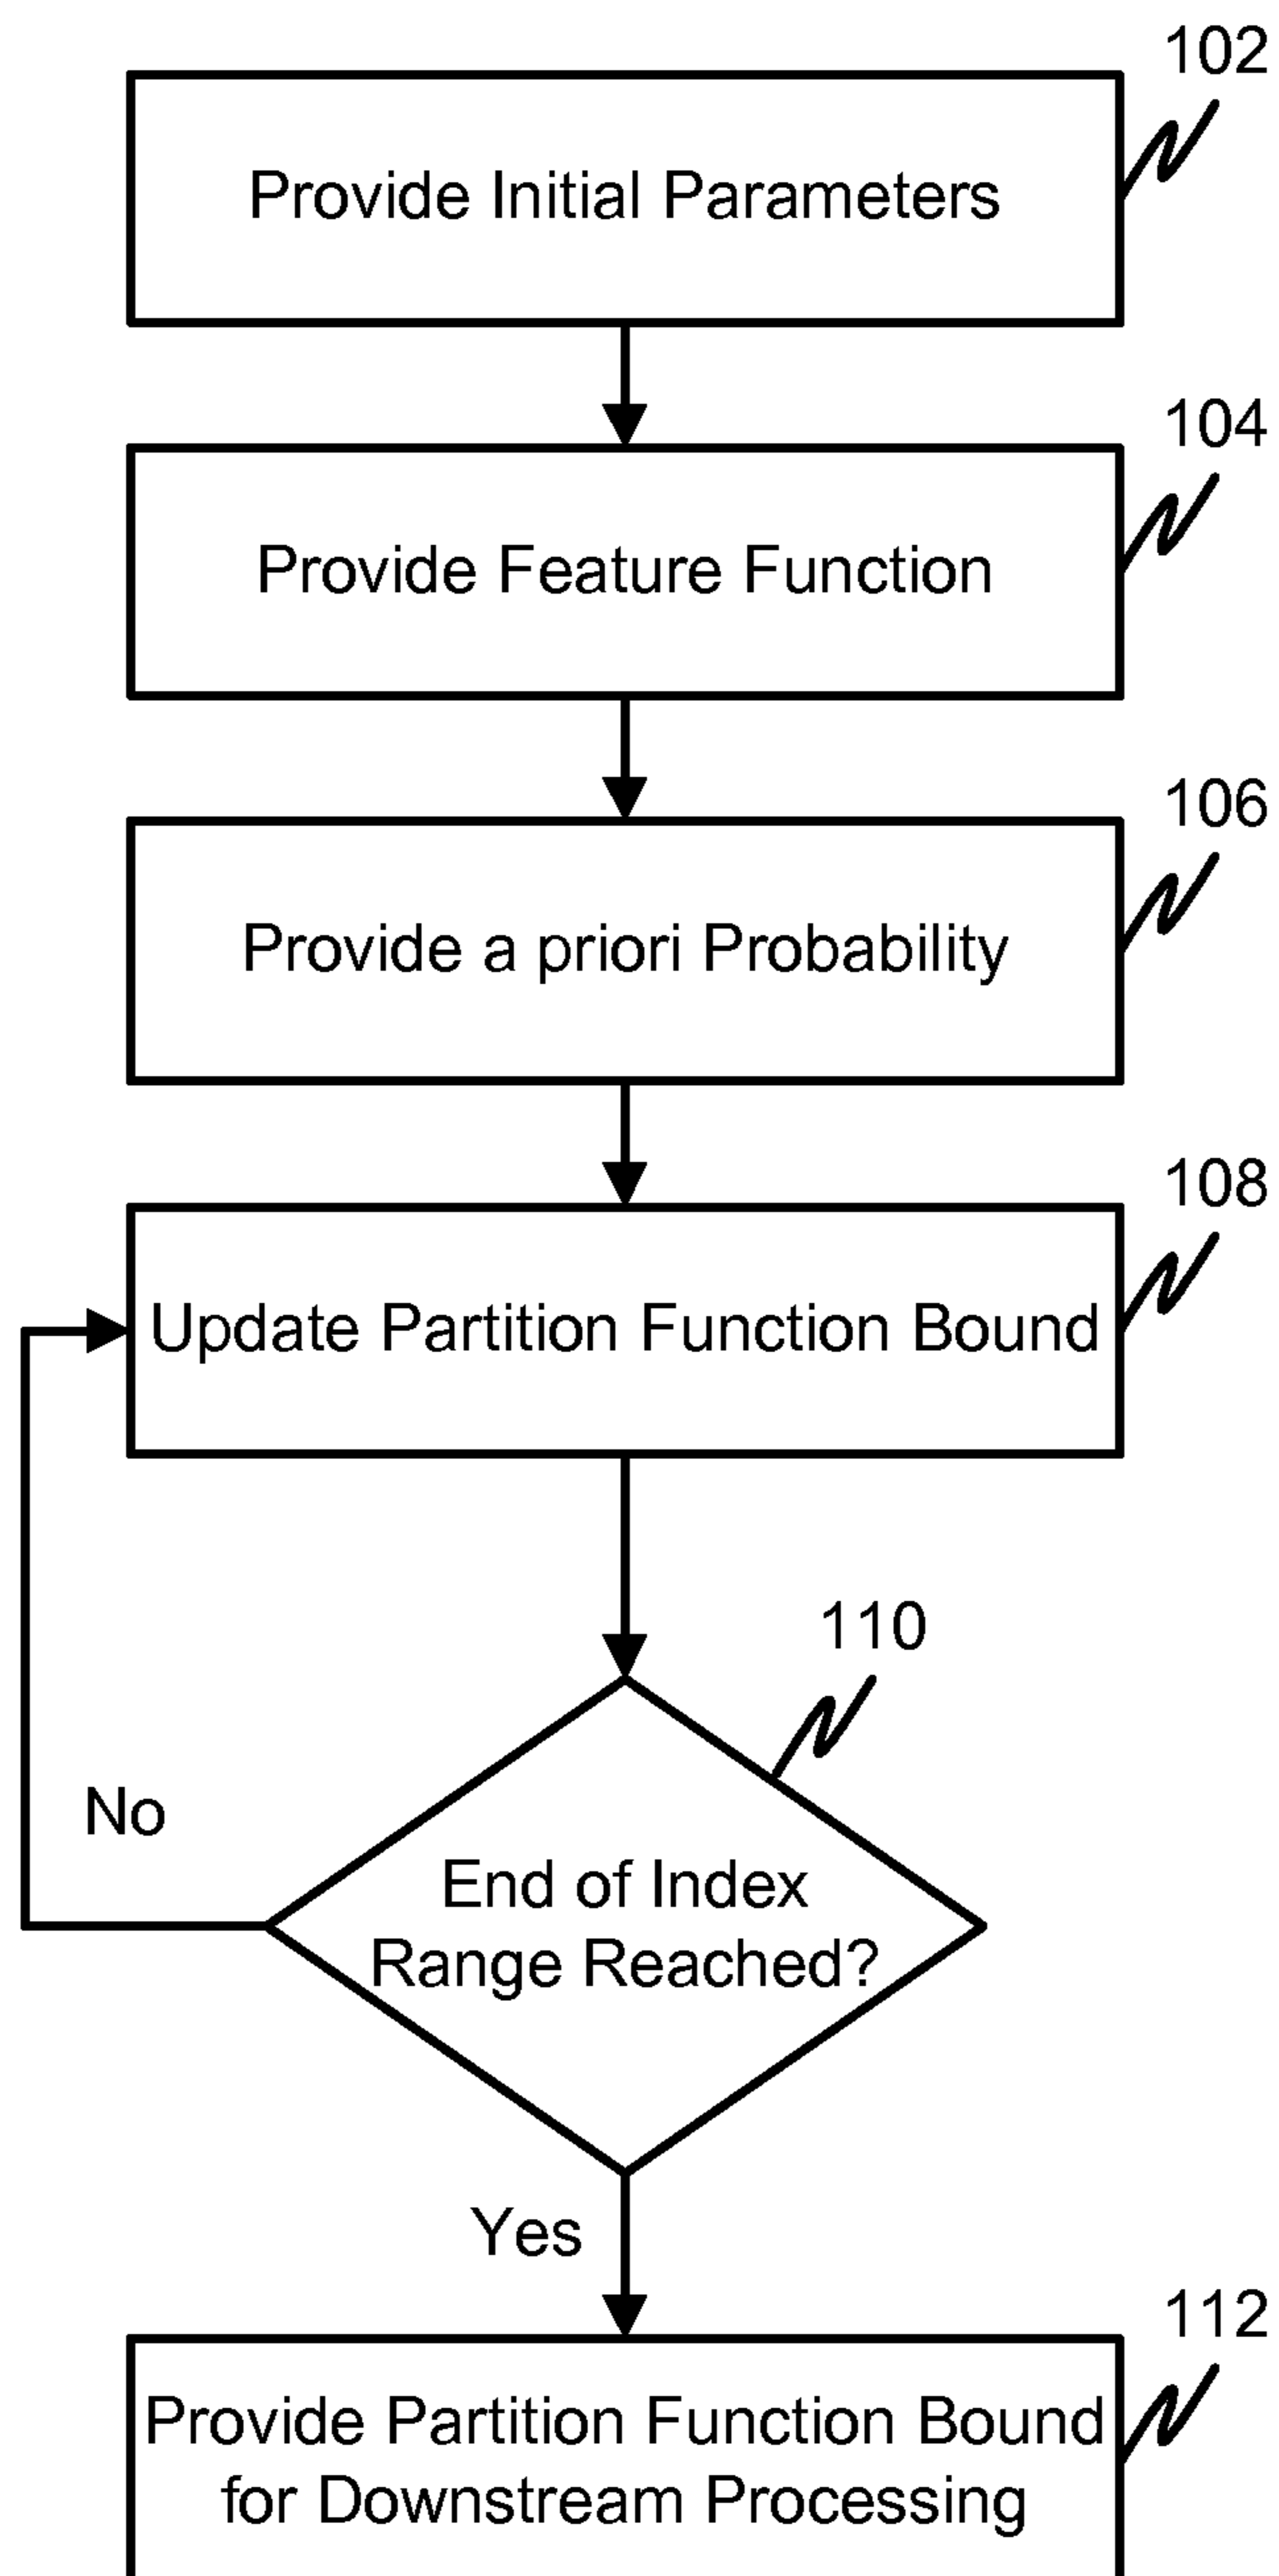 102
Provide Initial Parameters
104
Provide Feature Function
106
Provide a priori Probability
108
Update Partition Function Bound
110
No
End of Index
Range Reached?
Yes
112
Provide Partition Function Bound
for Downstream Processing